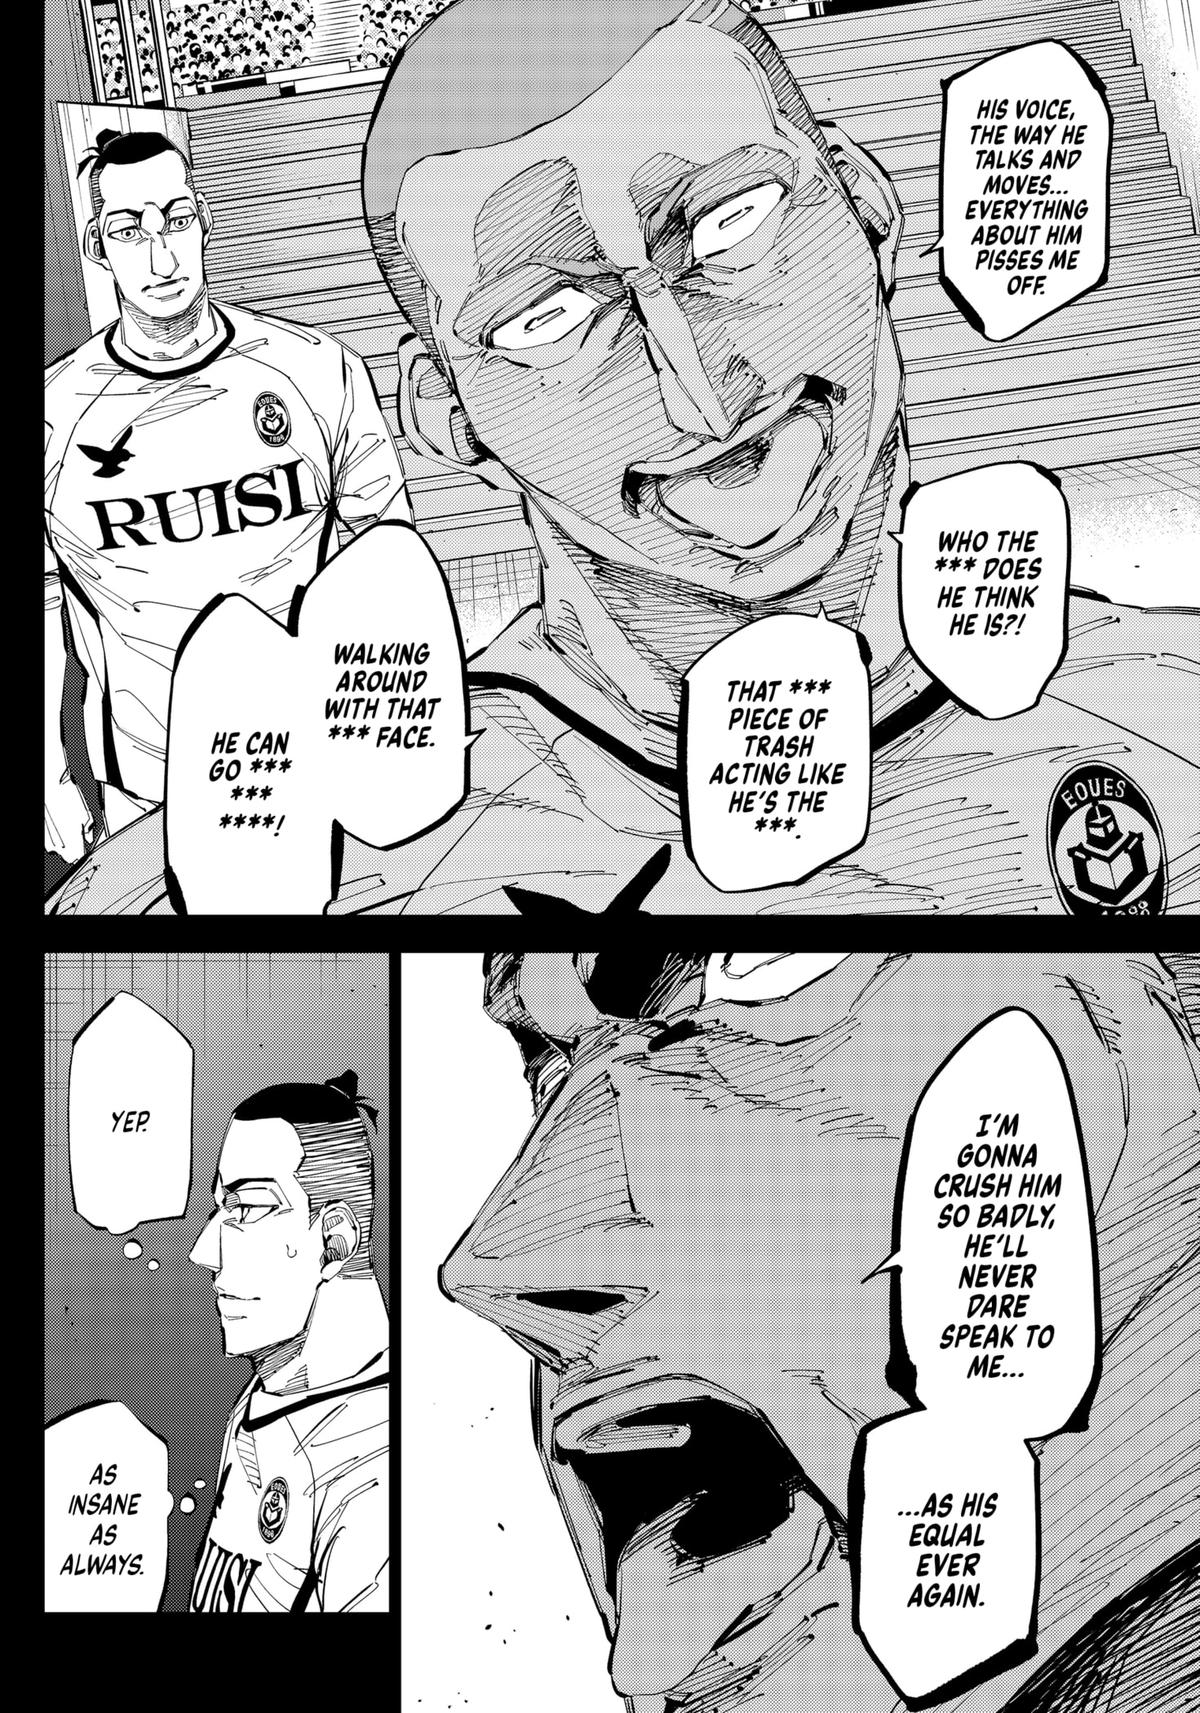 HIS VOICE,
THE WAY HE
TALKS AND
MOVES...
EVERYTHING
ABOUT HIM
PISSES ME
OFF.
WHO THE
*** DOES
HE THINK
HE IS?!
THAT ***
PIECE OF
TRASH
ACTING LIKE
HE'S THE
***.
WALKING
AROUND
WITH THAT
*** FACE.
HE CAN
GO ***
***
****!
EQUES
1898
RUISI
EQUES
I'M
GONNA
CRUSH HIM
SO BADLY,
HE'LL
NEVER
DARE
SPEAK TO
ME...
...AS HIS
EQUAL
EVER
AGAIN.
YEP.
AS
INSANE
AS
ALWAYS.
EQUES
UISI